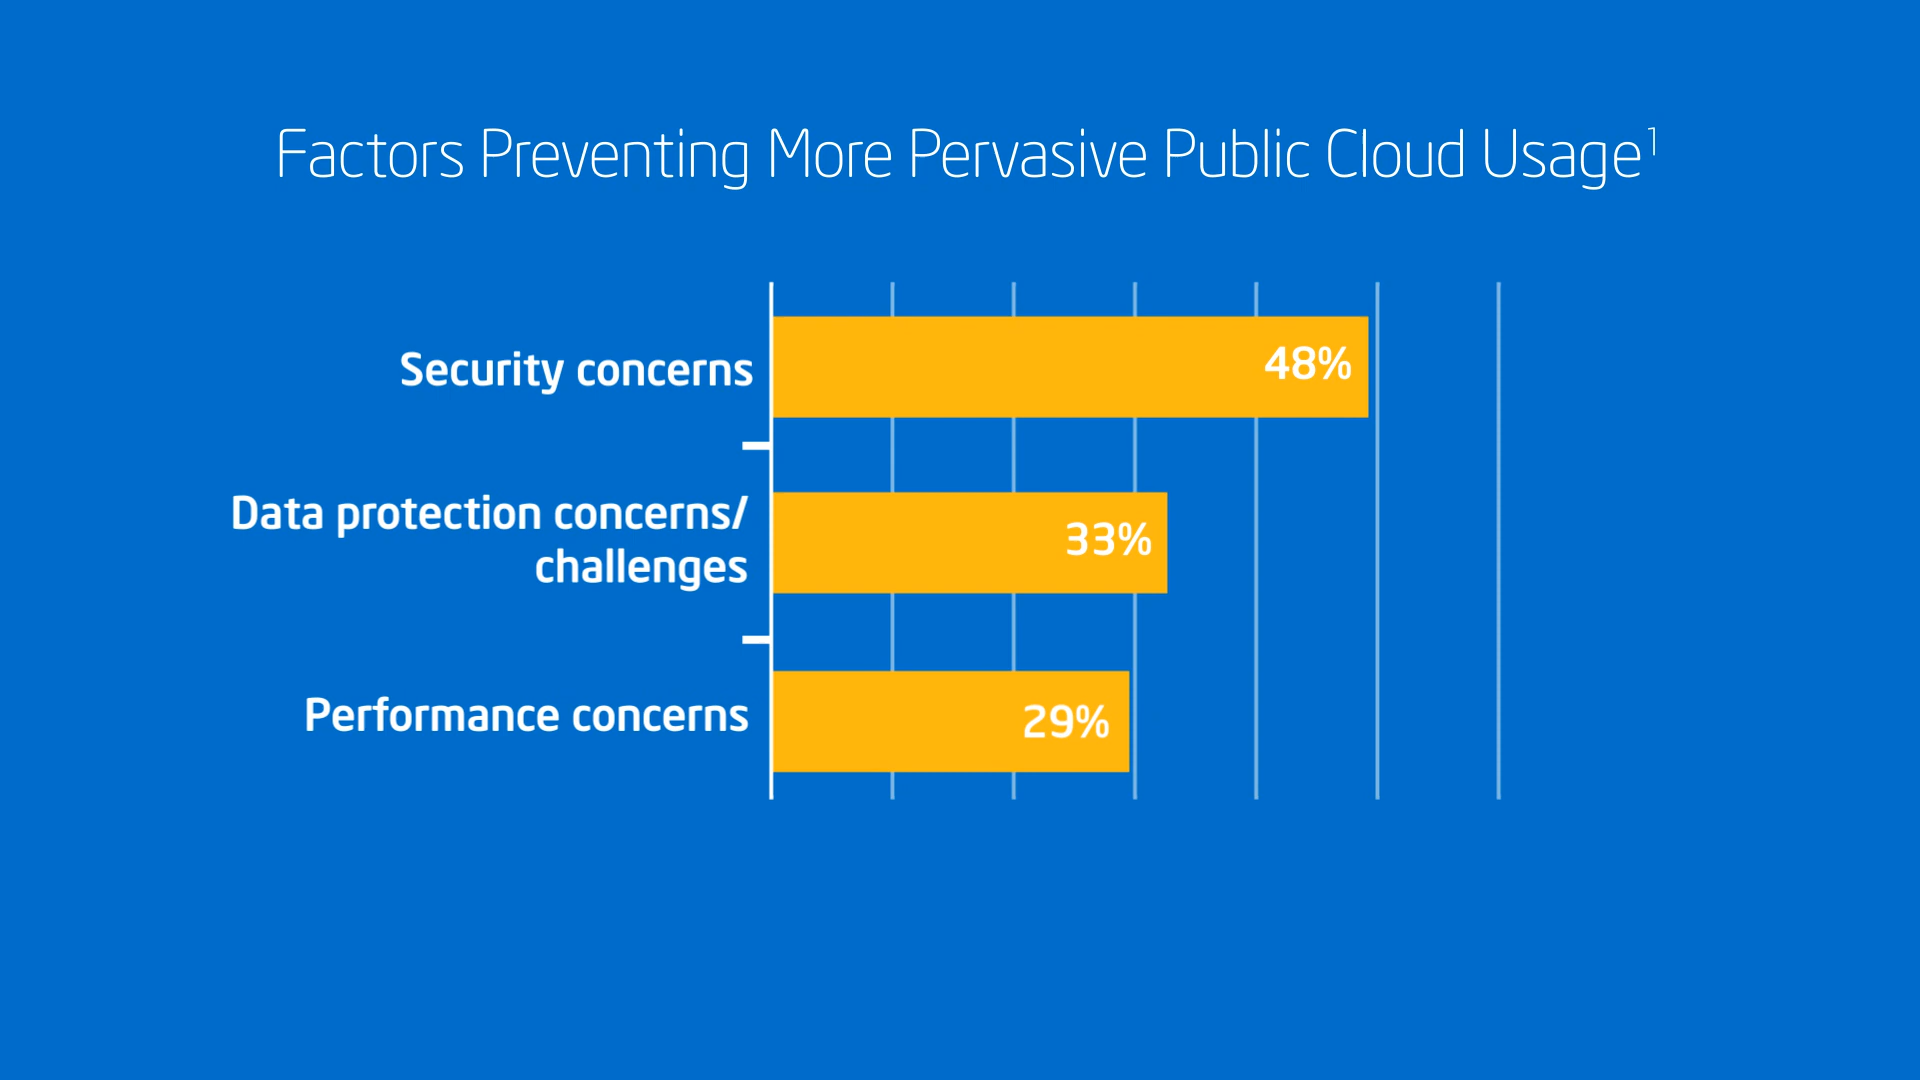 Factors Preventing More Pervasive Public Cloud Usage¹
Security concerns
48%
Data protection concerns/
challenges
33%
Performance concerns
29%